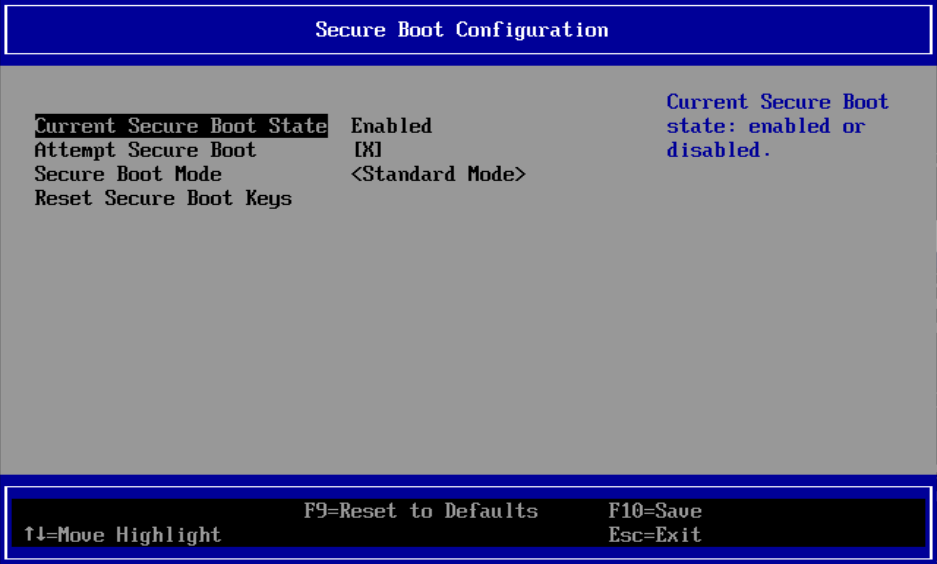 Secure Boot Configuration
Current Secure Boot State Enabled
Attempt Secure Boot [X]
Secure Boot Mode <Standard Mode>
Reset Secure Boot Keys
Current Secure Boot
state: enabled or
disabled.
F9=Reset to Defaults F10=Save
↑↓=Move Highlight Esc=Exit